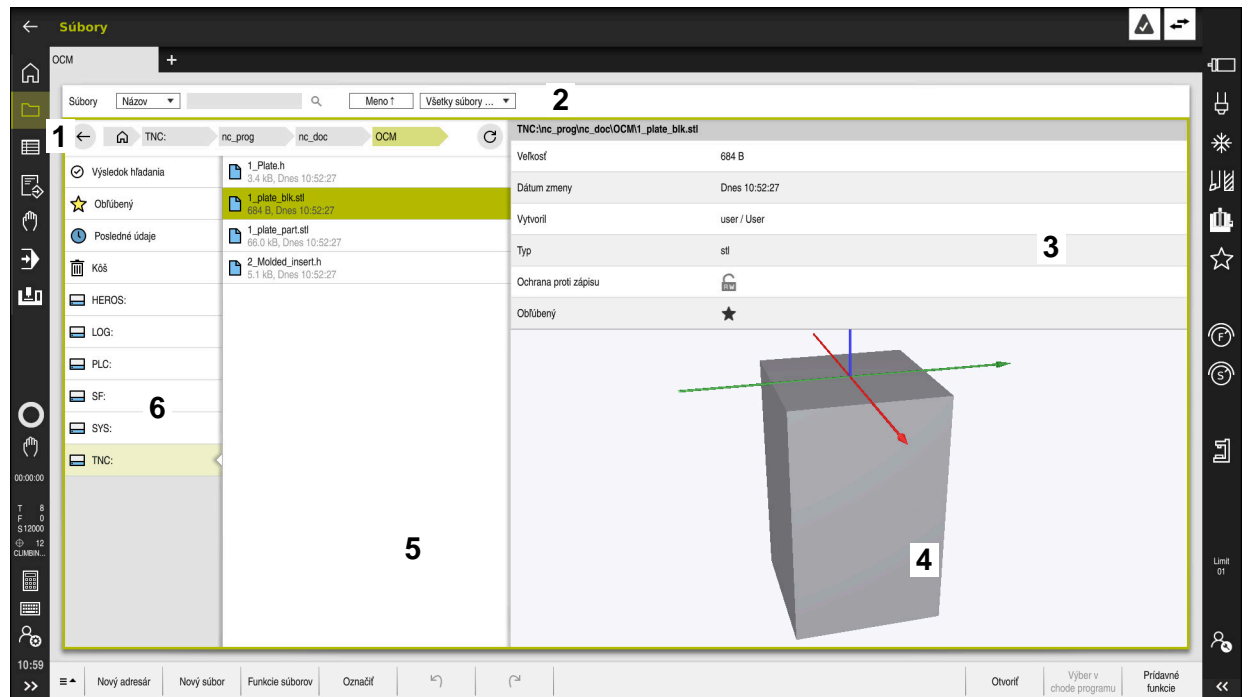 Súbory
OCM
+
Súbory Názov Meno↑ Všetky súbory ... 2
1 TNC: nc_prog nc_doc OCM
Výsledok hľadania
Obľúbený
Posledné údaje
Kôš
HEROS:
LOG:
PLC:
SF:
6
SYS:
TNC:
1_Plate.h
3.4 kB, Dnes 10:52:27
1_plate_blk.stl
684 B, Dnes 10:52:27
1_plate_part.stl
66.0 kB, Dnes 10:52:27
2_Molded_insert.h
5.1 kB, Dnes 10:52:27
5
TNC:\nc_prog\nc_doc\OCM\1_plate_blk.stl
Veľkosť 684 B
Dátum zmeny Dnes 10:52:27
Vytvoril user / User
Typ stl 3
Ochrana proti zápisu RW
Obľúbený
4
00:00:00
T 8
F 0
S12000
12
CLIMBIN...
10:59
F
S
Limit
01
Nový adresár Nový súbor Funkcie súborov Označiť Otvoriť Výber v chode programu Prídavné funkcie